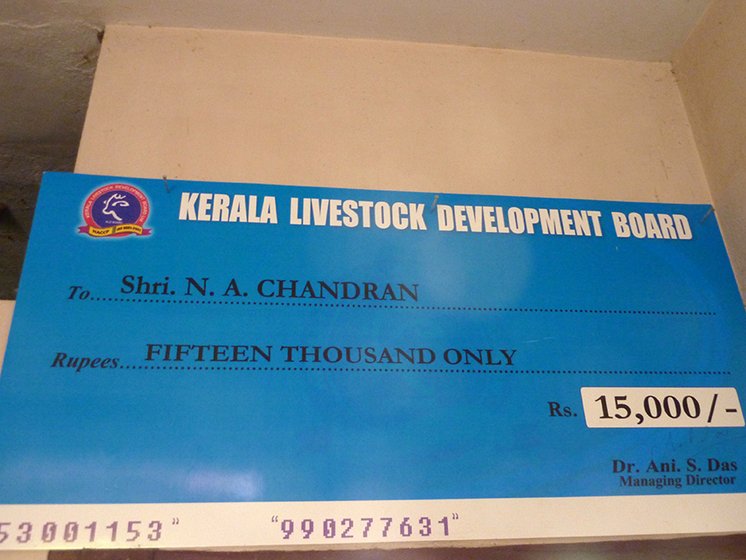 KERALA LIVESTOCK DEVELOPMENT BOARD
To.... Shri. N. A. CHANDRAN
Rupees... FIFTEEN THOUSAND ONLY
Rs. 15,000/-
Dr. Ani. S. Das
Managing Director
53001153" "990277631"